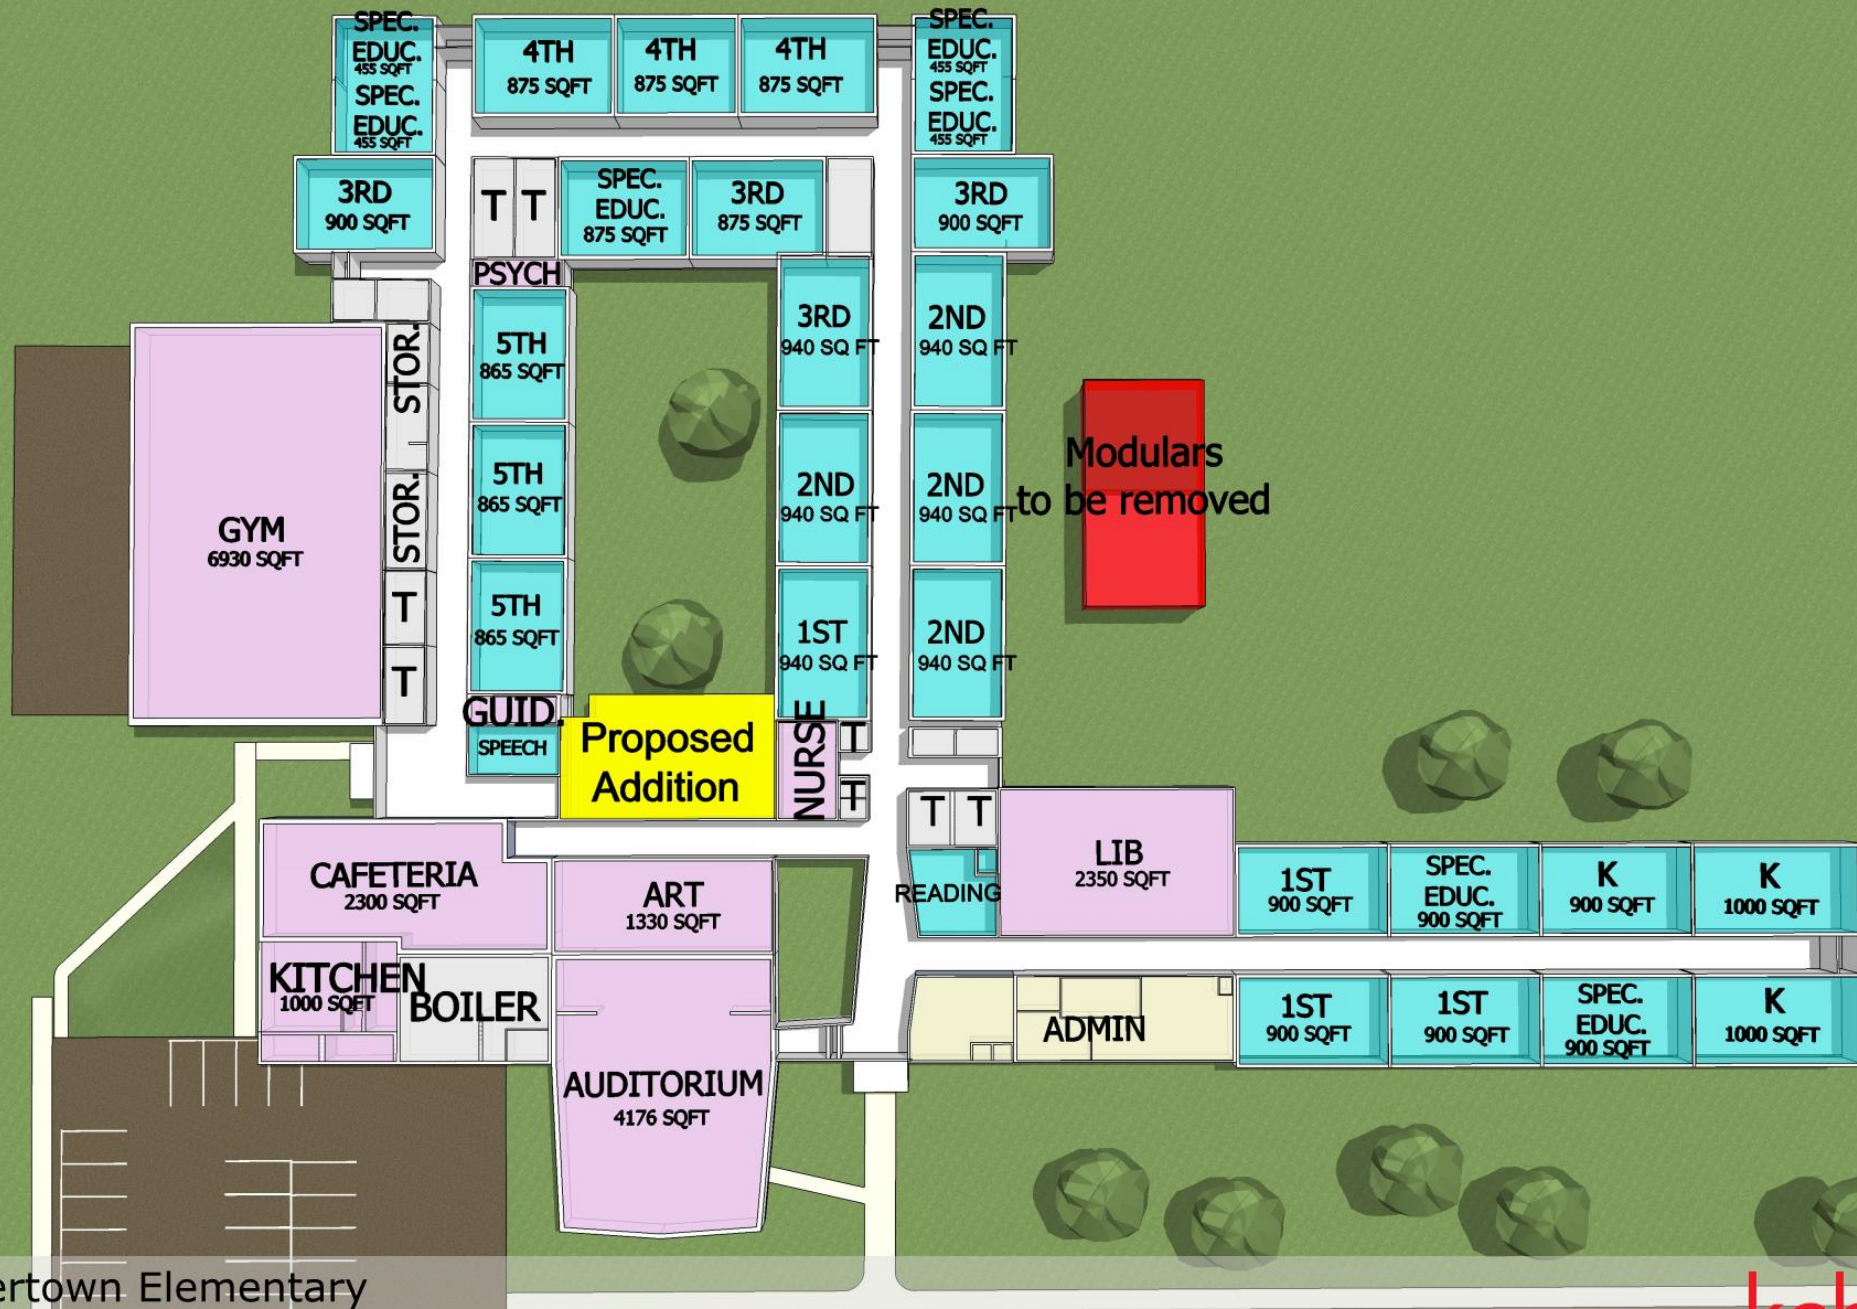 SPEC.
EDUC.
455 SQFT
SPEC.
EDUC.
455 SQFT
4TH
875 SQFT
4TH
875 SQFT
4TH
875 SQFT
SPEC.
EDUC.
455 SQFT
SPEC.
EDUC.
455 SQFT
3RD
900 SQFT
T T
SPEC.
EDUC.
875 SQFT
3RD
875 SQFT
3RD
900 SQFT
PSYCH
STOR.
5TH
865 SQFT
3RD
940 SQ FT
2ND
940 SQ FT
GYM
6930 SQFT
STOR.
5TH
865 SQFT
2ND
940 SQ FT
2ND
940 SQ FT
Modulars
to be removed
T
5TH
865 SQFT
1ST
940 SQ FT
2ND
940 SQ FT
T
GUID.
SPEECH
Proposed
Addition
NURSE
T
T
T T
CAFETERIA
2300 SQFT
ART
1330 SQFT
READING
LIB
2350 SQFT
1ST
900 SQFT
SPEC.
EDUC.
900 SQFT
K
900 SQFT
K
1000 SQFT
KITCHEN
1000 SQFT
BOILER
ADMIN
1ST
900 SQFT
1ST
900 SQFT
SPEC.
EDUC.
900 SQFT
K
1000 SQFT
AUDITORIUM
4176 SQFT
ertown Elementary